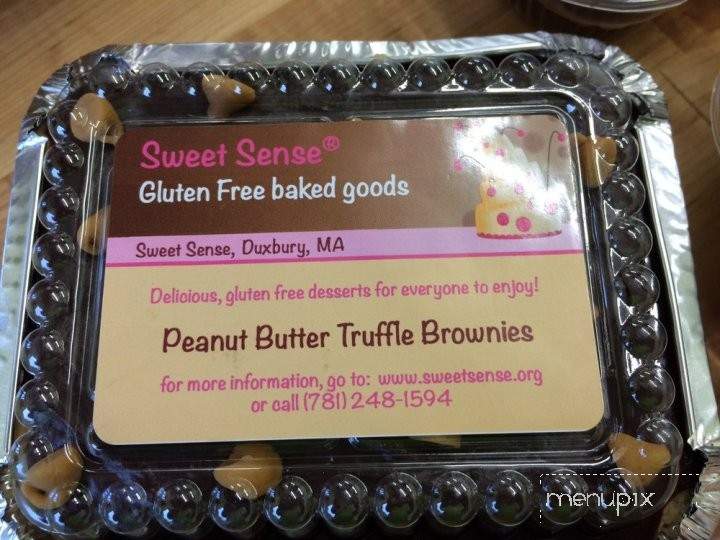 Sweet Sense®
Gluten Free baked goods
Sweet Sense, Duxbury, MA
Delicious, gluten free desserts for everyone to enjoy!
Peanut Butter Truffle Brownies
for more information, go to: www.sweetsense.org
or call (781) 248-1594
menupix